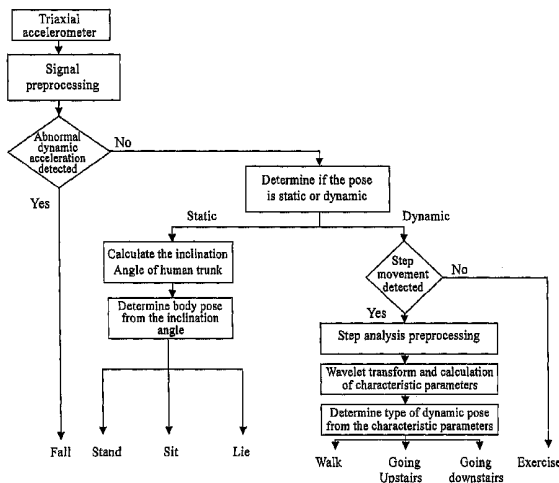 Triaxial
accelerometer
Signal
preprocessing
Abnormal
dynamic
acceleration
detected
No
Yes
Determine if the pose
is static or dynamic
Static
Dynamic
Calculate the inclination
Angle of human trunk
Determine body pose
from the inclination
angle
Step
movement
detected
No
Yes
Step analysis preprocessing
Wavelet transform and calculation
of characteristic parameters
Determine type of dynamic pose
from the characteristic parameters
Fall
Stand
Sit
Lie
Walk
Going
Upstairs
Going
downstairs
Exercise